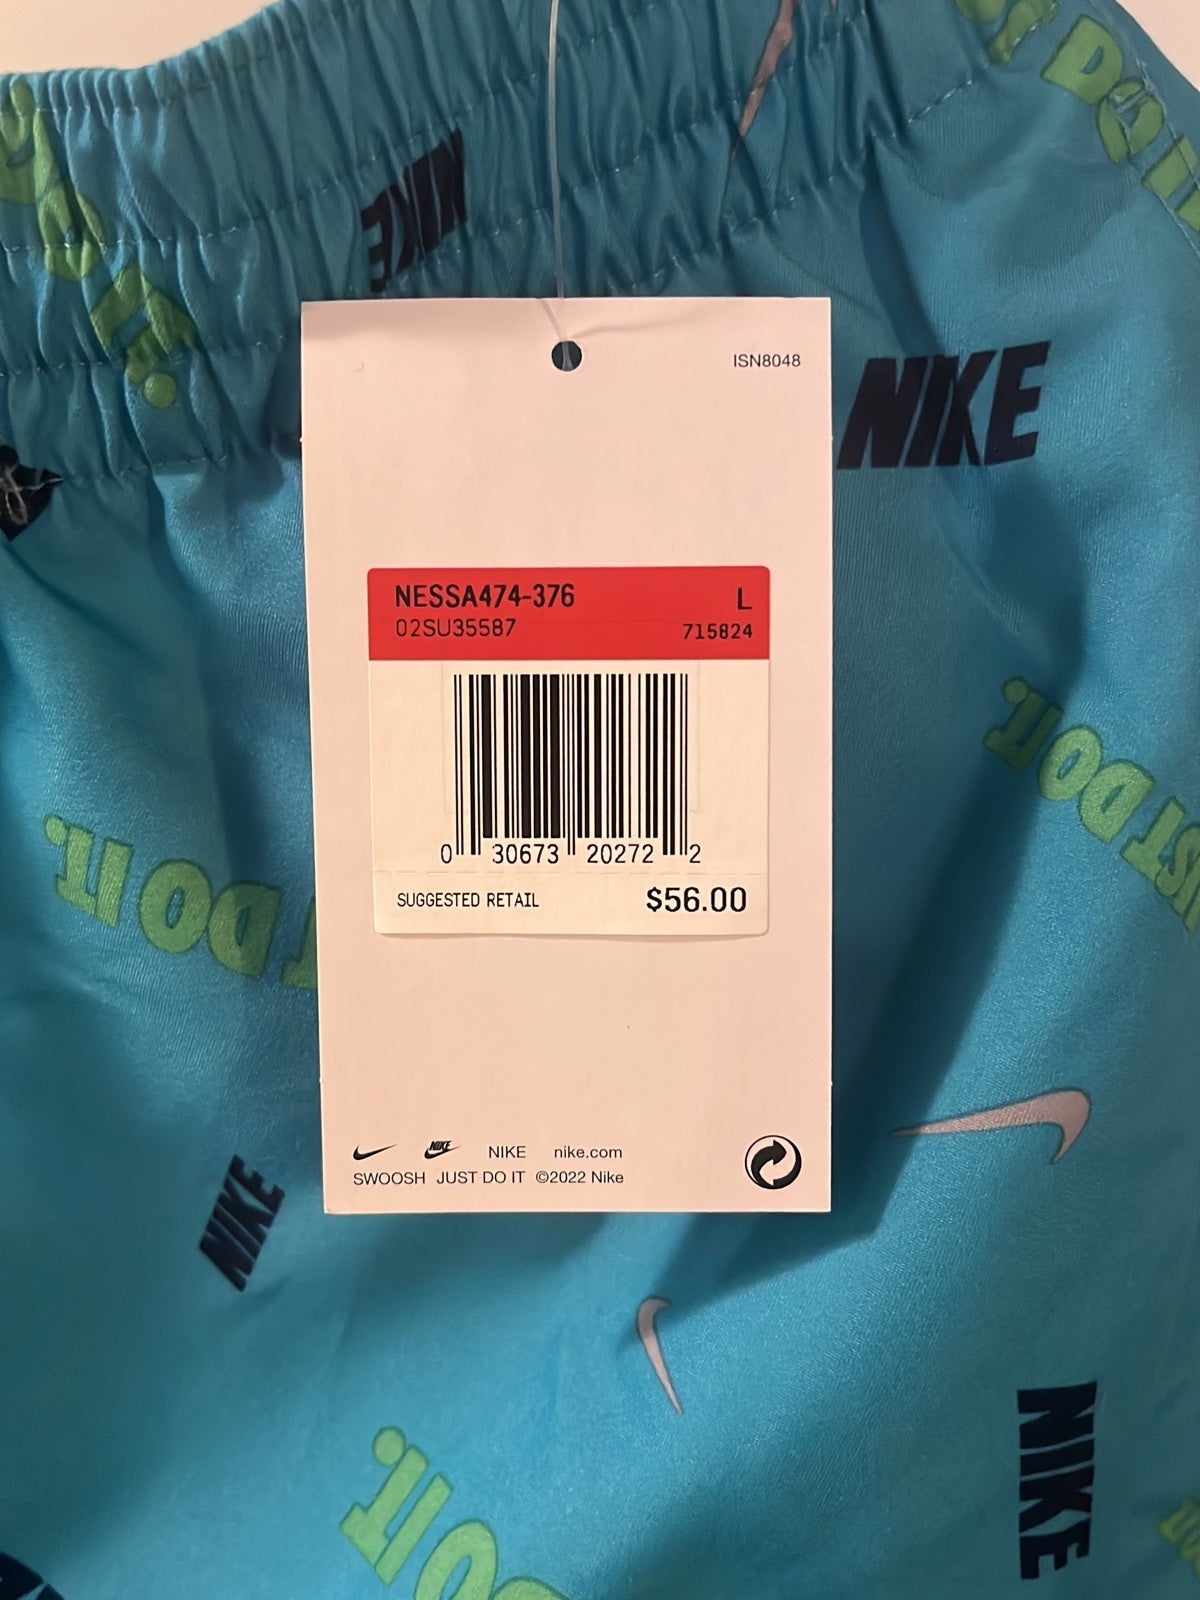 NIKE
ISN8048
NIKE
NESSA474-376 L
02SU35587 715824
0 30673 20272 2
SUGGESTED RETAIL $56.00
DO IT.
DO IT.
NIKE
NIKE nike.com
SWOOSH JUST DO IT ©2022 Nike
NIKE
NIKE